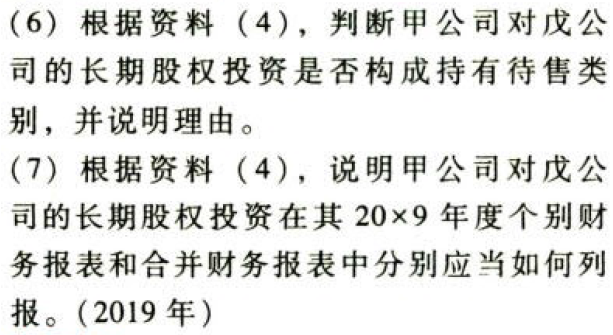 (6) 根据资料（4），判断甲公司对戊公
司的长期股权投资是否构成持有待售类
别，并说明理由。
(7) 根据资料（4），说明甲公司对戊公
司的长期股权投资在其 20×9 年度个别财
务报表和合并财务报表中分别应当如何列
报。(2019 年)